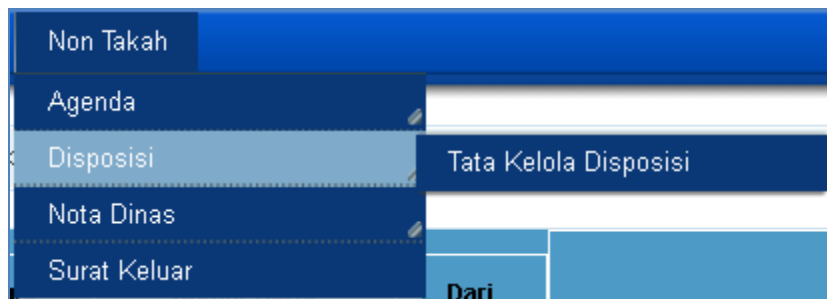 Non Takah
Agenda
Disposisi
Tata Kelola Disposisi
Nota Dinas
Surat Keluar
Dari